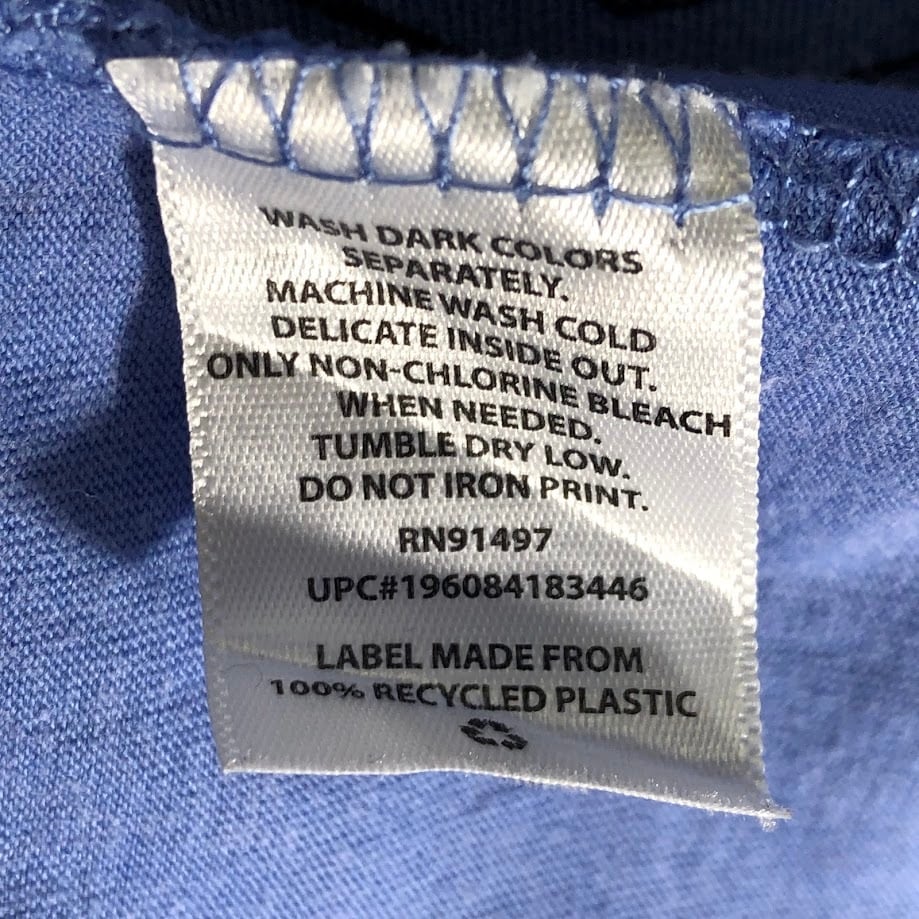 WASH DARK COLORS
SEPARATELY.
MACHINE WASH COLD
DELICATE INSIDE OUT.
ONLY NON-CHLORINE BLEACH
WHEN NEEDED.
TUMBLE DRY LOW.
DO NOT IRON PRINT.
RN91497
UPC#196084183446
LABEL MADE FROM
100% RECYCLED PLASTIC